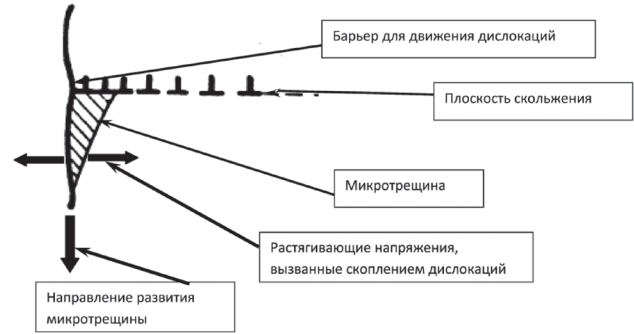 Барьер для движения дислокаций
Плоскость скольжения
Микротрещина
Растягивающие напряжения,
вызванные скоплением дислокаций
Направление развития
микротрещины